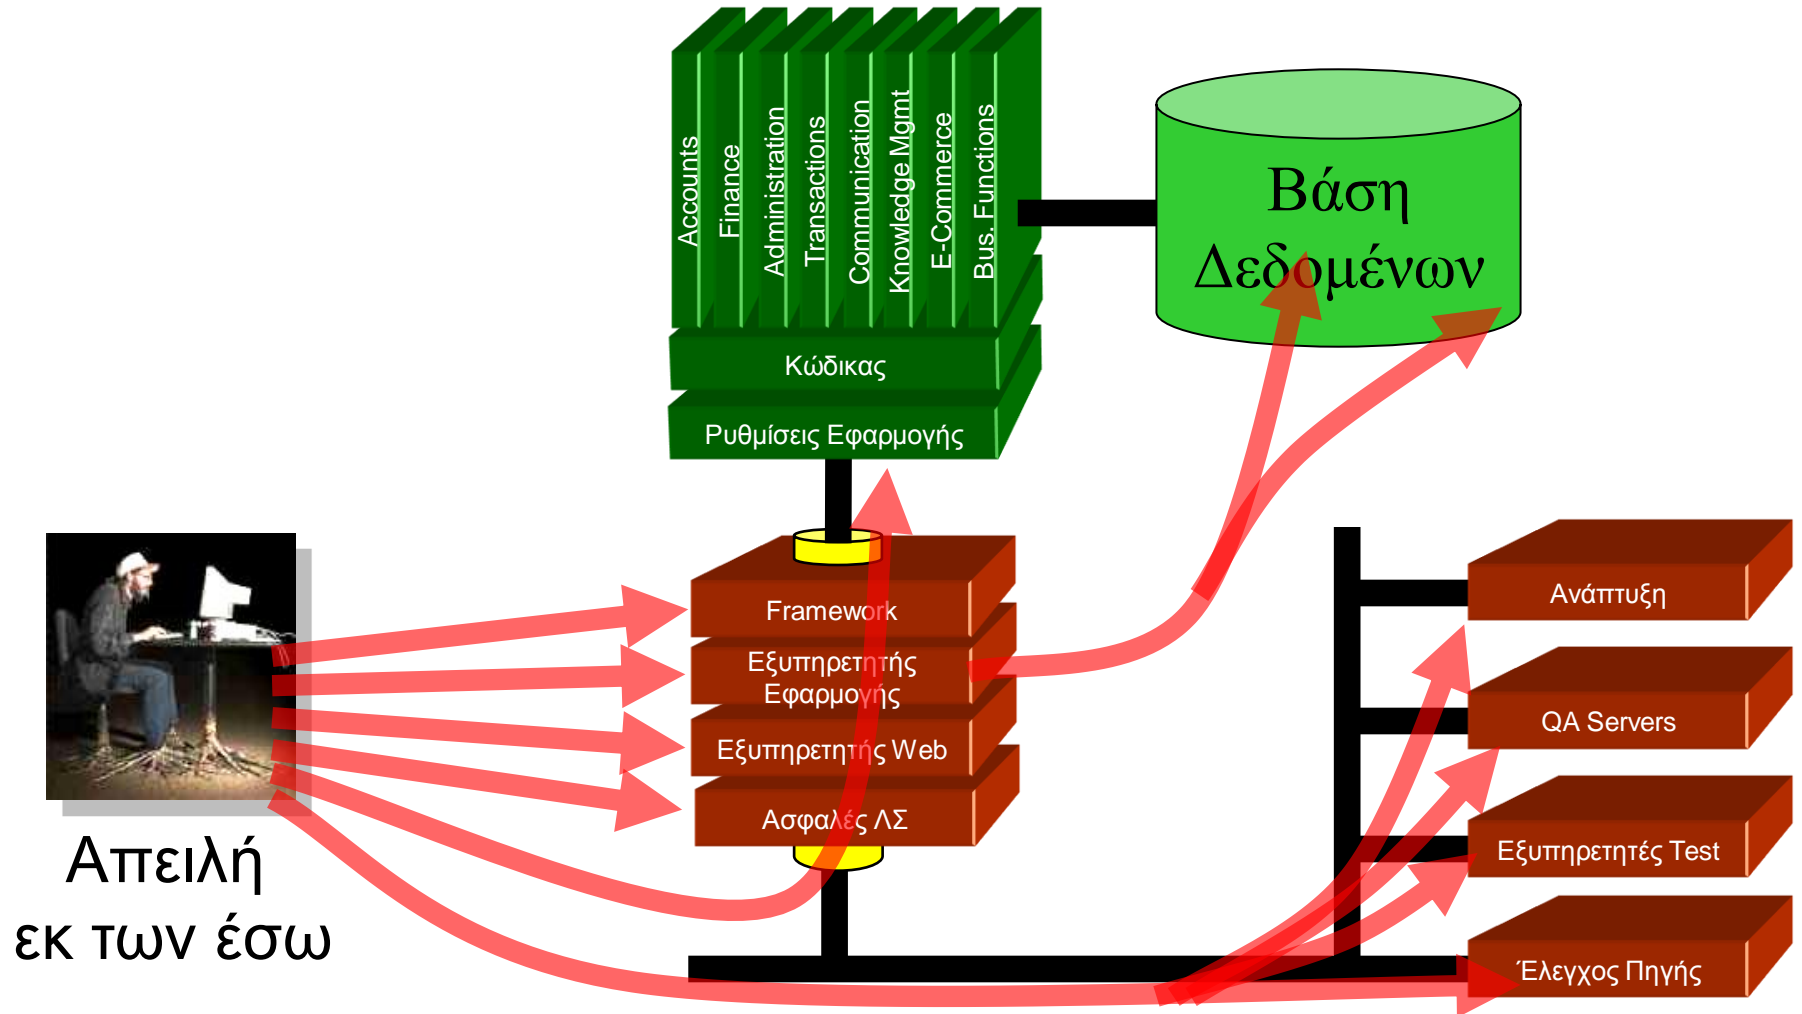 Accounts
Finance
Administration
Transactions
Communication
Knowledge Mgmt
E-Commerce
Bus. Functions
Κώδικας
Ρυθμίσεις Εφαρμογής
Βάση
Δεδομένων
Framework
Εξυπηρετητής
Εφαρμογής
Εξυπηρετητής Web
Ασφαλές ΛΣ
Απειλή
εκ των έσω
Ανάπτυξη
QA Servers
Εξυπηρετητές Test
Έλεγχος Πηγής